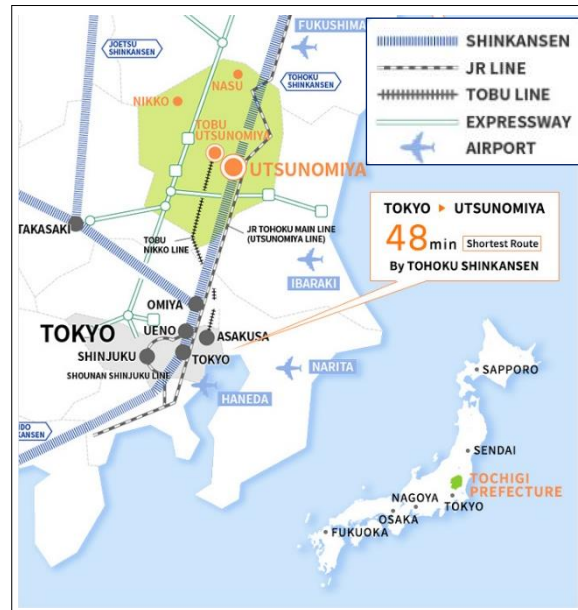 FUKUSHIMA
JOETSU
SHINKANSEN
TOHOKU
SHINKANSEN
NASU
NIKKO
TOBU
UTSUNOMIYA
UTSUNOMIYA
TAKASAKI
TOBU
NIKKO LINE
JR TOHOKU MAIN LINE
(UTSUNOMIYA LINE)
IBARAKI
OMIYA
TOKYO
UENO
ASAKUSA
SHINJUKU
TOKYO
SHOUNAN SHINJUKU LINE
NARITA
HANEDA
IDO
KANSEN
SHINKANSEN
JR LINE
TOBU LINE
EXPRESSWAY
AIRPORT
TOKYO ▶ UTSUNOMIYA
48min Shortest Route
By TOHOKU SHINKANSEN
SAPPORO
SENDAI
TOCHIGI
PREFECTURE
NAGOYA
TOKYO
OSAKA
FUKUOKA